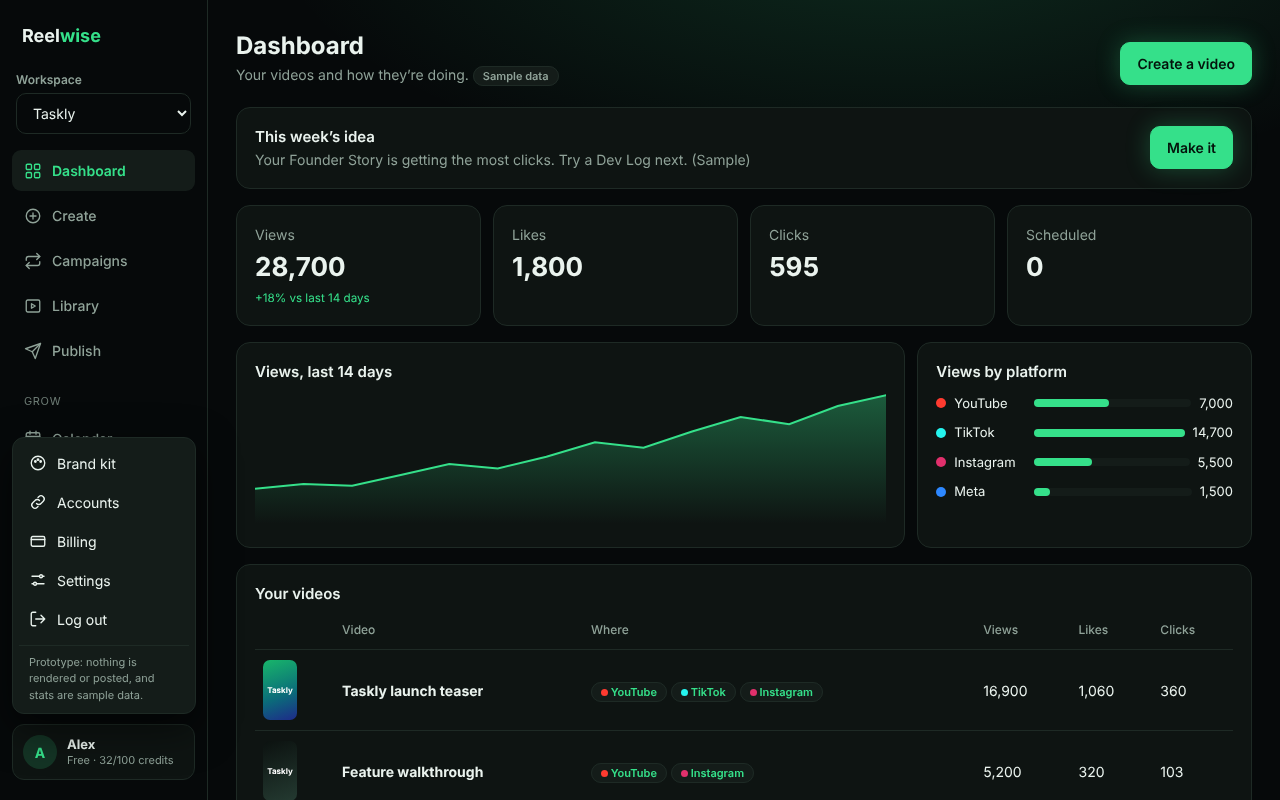 Reelwise
Workspace
Taskly
Dashboard
Create
Campaigns
Library
Publish
GROW
Calendar
Brand kit
Accounts
Billing
Settings
Log out
Prototype: nothing is
rendered or posted, and
stats are sample data.
A
Alex
Free · 32/100 credits
Dashboard
Your videos and how they’re doing. Sample data
Create a video
This week’s idea
Your Founder Story is getting the most clicks. Try a Dev Log next. (Sample)
Make it
Views
28,700
+18% vs last 14 days
Likes
1,800
Clicks
595
Scheduled
0
Views, last 14 days
Views by platform
YouTube 7,000
TikTok 14,700
Instagram 5,500
Meta 1,500
Your videos
Video Where Views Likes Clicks
Taskly Taskly launch teaser YouTube TikTok Instagram 16,900 1,060 360
Taskly Feature walkthrough YouTube Instagram 5,200 320 103